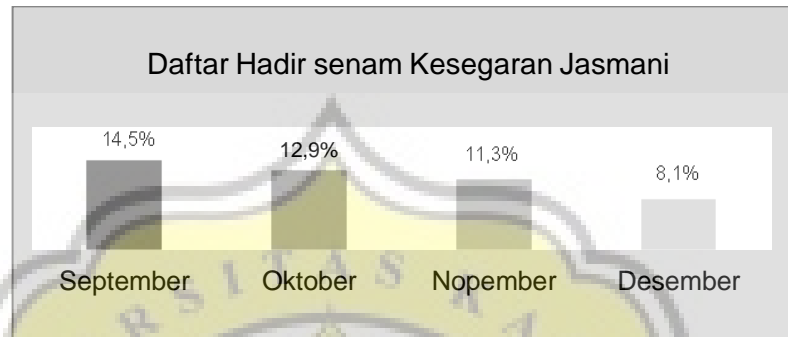 Daftar Hadir senam Kesegaran Jasmani
14,5%
12,9%
11,3%
8,1%
September Oktober Nopember Desember
R S I T A S K A